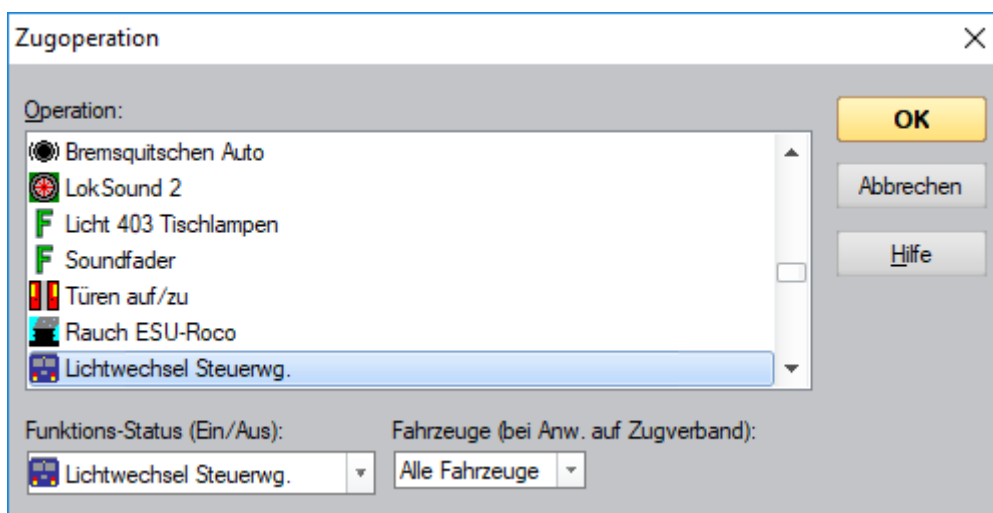 Zugoperation
Operation:
Bremsquitschen Auto
LokSound 2
Licht 403 Tischlampen
Soundfader
Türen auf/zu
Rauch ESU-Roco
Lichtwechsel Steuerwg.
OK
Abbrechen
Hilfe
Funktions-Status (Ein/Aus):
Lichtwechsel Steuerwg.
Fahrzeuge (bei Anw. auf Zugverband):
Alle Fahrzeuge